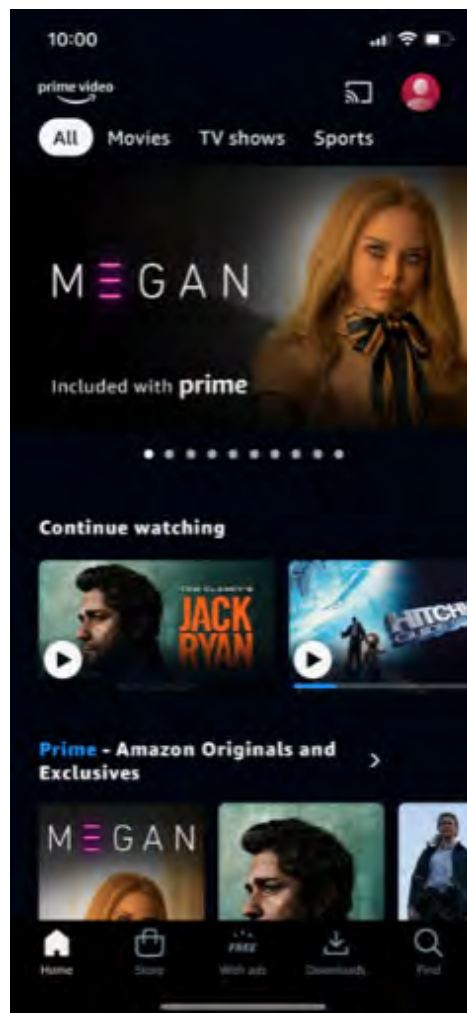 10:00
prime video
All Movies TV shows Sports
MEGAN
Included with prime
Continue watching
TOM CLANCY'S
JACK
RYAN
HITCH
Prime - Amazon Originals and
Exclusives
MEGAN
FREE
Home Store With ads Downloads Find